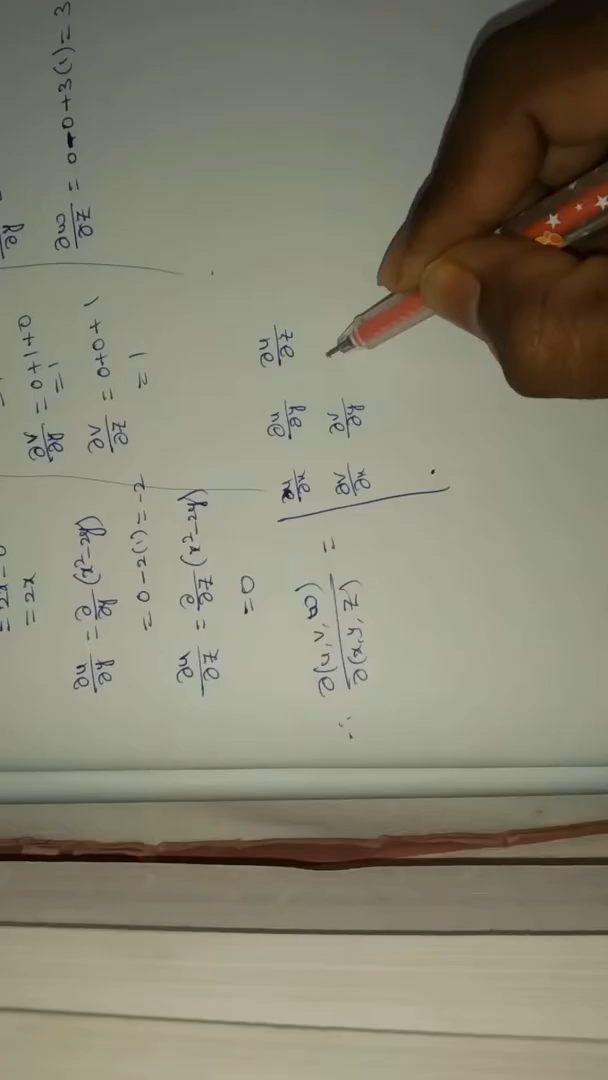 = 2x
∂u/∂y = ∂/∂y (x²-2y)
= 0-2(1) = -2
∂u/∂z = ∂/∂z (x²-2y)
= 0
∂v/∂y = 0+1+0
= 1
∂v/∂z = 0+0+1
= 1
∂w/∂z = 0-0+3(1) = 3
∴ ∂(u,v,w)/∂(x,y,z) = | ∂u/∂x ∂u/∂y ∂u/∂z
∂v/∂x ∂v/∂y